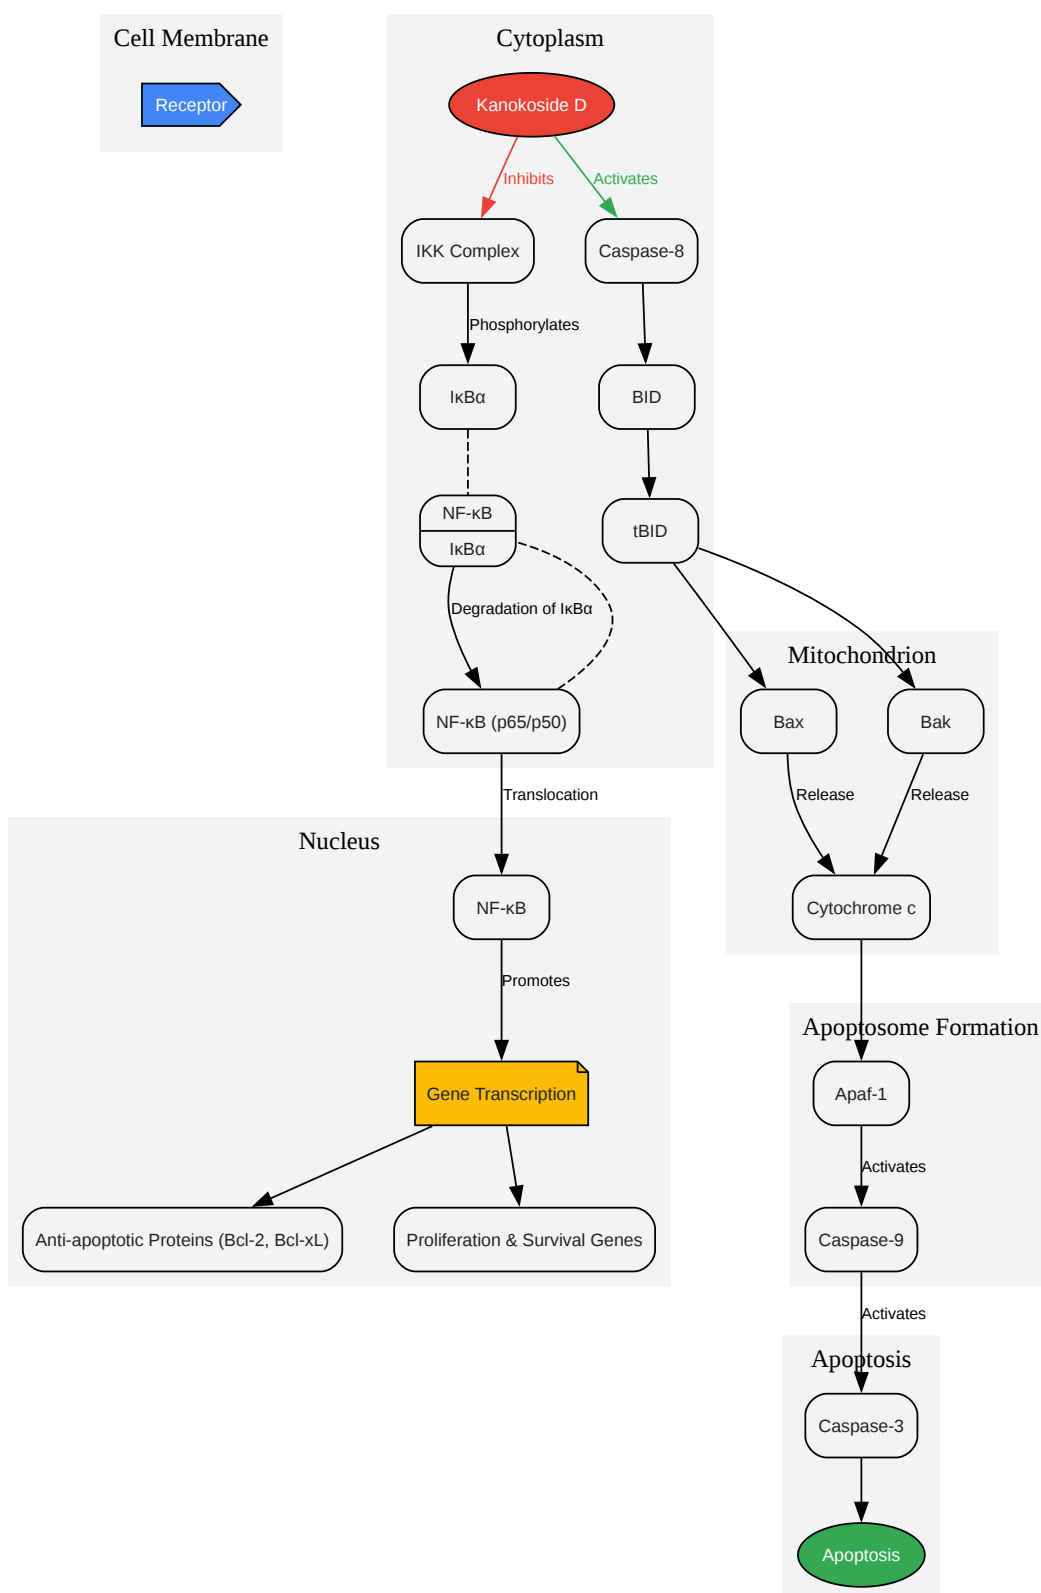 Cell Membrane
Receptor
Cytoplasm
Kanokoside D
Inhibits
Activates
IKK Complex
Caspase-8
Phosphorylates
IκBα
BID
NF-κB
IκBα
tBID
Degradation of IκBα
NF-κB (p65/p50)
Mitochondrion
Bax
Bak
Translocation
Release
Release
Nucleus
NF-κB
Cytochrome c
Promotes
Gene Transcription
Anti-apoptotic Proteins (Bcl-2, Bcl-xL)
Proliferation & Survival Genes
Apoptosome Formation
Apaf-1
Activates
Caspase-9
Activates
Apoptosis
Caspase-3
Apoptosis